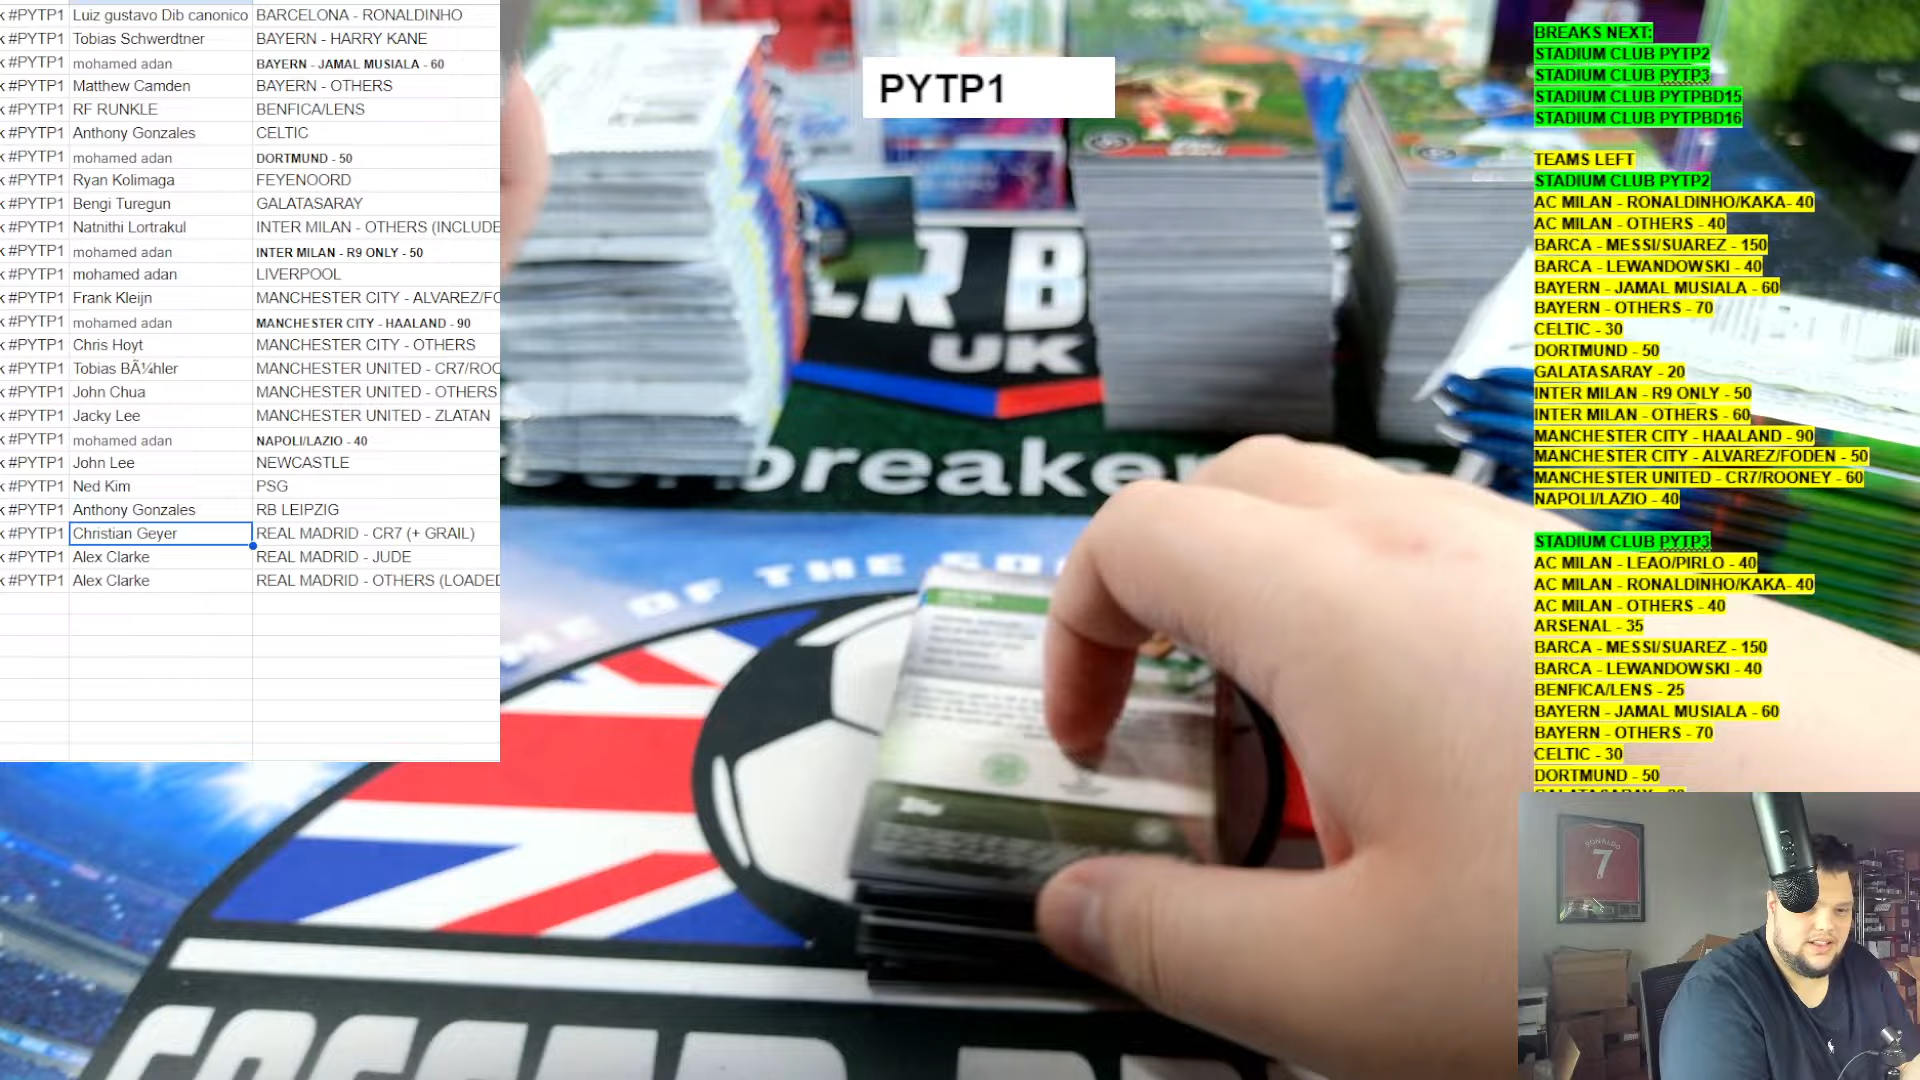 k #PYTP1 Luiz gustavo Dib canonico BARCELONA - RONALDINHO
k #PYTP1 Tobias Schwerdtner BAYERN - HARRY KANE
k #PYTP1 mohamed adan BAYERN - JAMAL MUSIALA - 60
k #PYTP1 Matthew Camden BAYERN - OTHERS
k #PYTP1 RF RUNKLE BENFICA/LENS
k #PYTP1 Anthony Gonzales CELTIC
k #PYTP1 mohamed adan DORTMUND - 50
k #PYTP1 Ryan Kolimaga FEYENOORD
k #PYTP1 Bengi Turegun GALATASARAY
k #PYTP1 Natnithi Lortrakul INTER MILAN - OTHERS (INCLUDE
k #PYTP1 mohamed adan INTER MILAN - R9 ONLY - 50
k #PYTP1 mohamed adan LIVERPOOL
k #PYTP1 Frank Kleijn MANCHESTER CITY - ALVAREZ/FO
k #PYTP1 mohamed adan MANCHESTER CITY - HAALAND - 90
k #PYTP1 Chris Hoyt MANCHESTER CITY - OTHERS
k #PYTP1 Tobias BÃ¼hler MANCHESTER UNITED - CR7/ROO
k #PYTP1 John Chua MANCHESTER UNITED - OTHERS
k #PYTP1 Jacky Lee MANCHESTER UNITED - ZLATAN
k #PYTP1 mohamed adan NAPOLI/LAZIO - 40
k #PYTP1 John Lee NEWCASTLE
k #PYTP1 Ned Kim PSG
k #PYTP1 Anthony Gonzales RB LEIPZIG
k #PYTP1 Christian Geyer REAL MADRID - CR7 (+ GRAIL)
k #PYTP1 Alex Clarke REAL MADRID - JUDE
k #PYTP1 Alex Clarke REAL MADRID - OTHERS (LOADED
PYTP1
ER B
UK
breake
OF THE SO
SOCCER BR
BREAKS NEXT:
STADIUM CLUB PYTP2
STADIUM CLUB PYTP3
STADIUM CLUB PYTPBD15
STADIUM CLUB PYTPBD16
TEAMS LEFT
STADIUM CLUB PYTP2
AC MILAN - RONALDINHO/KAKA- 40
AC MILAN - OTHERS - 40
BARCA - MESSI/SUAREZ - 150
BARCA - LEWANDOWSKI - 40
BAYERN - JAMAL MUSIALA - 60
BAYERN - OTHERS - 70
CELTIC - 30
DORTMUND - 50
GALATASARAY - 20
INTER MILAN - R9 ONLY - 50
INTER MILAN - OTHERS - 60
MANCHESTER CITY - HAALAND - 90
MANCHESTER CITY - ALVAREZ/FODEN - 50
MANCHESTER UNITED - CR7/ROONEY - 60
NAPOLI/LAZIO - 40
STADIUM CLUB PYTP3
AC MILAN - LEAO/PIRLO - 40
AC MILAN - RONALDINHO/KAKA- 40
AC MILAN - OTHERS - 40
ARSENAL - 35
BARCA - MESSI/SUAREZ - 150
BARCA - LEWANDOWSKI - 40
BENFICA/LENS - 25
BAYERN - JAMAL MUSIALA - 60
BAYERN - OTHERS - 70
CELTIC - 30
DORTMUND - 50
RONALDO
7